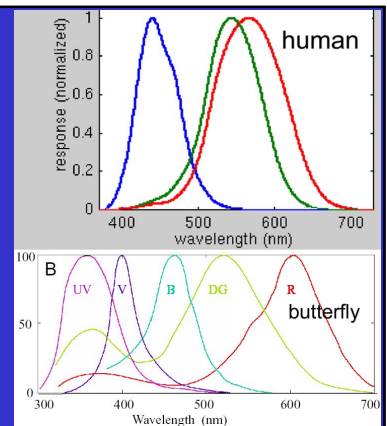 1
0.8
0.6
0.4
0.2
0
response (normalized)
human
400 500 600 700
wavelength (nm)
100
50
0
B
UV V B DG R
butterfly
300 400 500 600 700
Wavelength (nm)